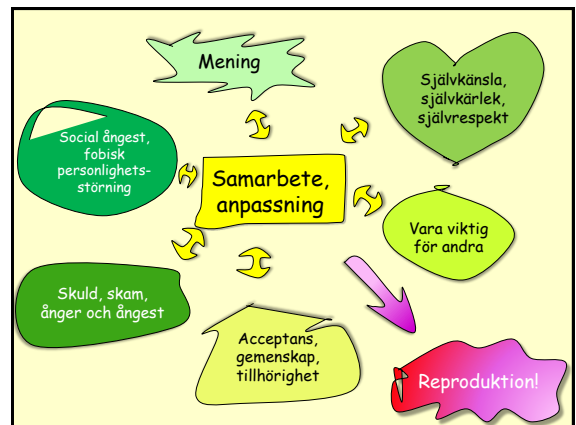 Mening
Självkänsla,
självkärlek,
självrespekt
Social ångest,
fobisk
personlighets-
störning
Samarbete,
anpassning
Vara viktig
för andra
Skuld, skam,
ånger och ångest
Acceptans,
gemenskap,
tillhörighet
Reproduktion!